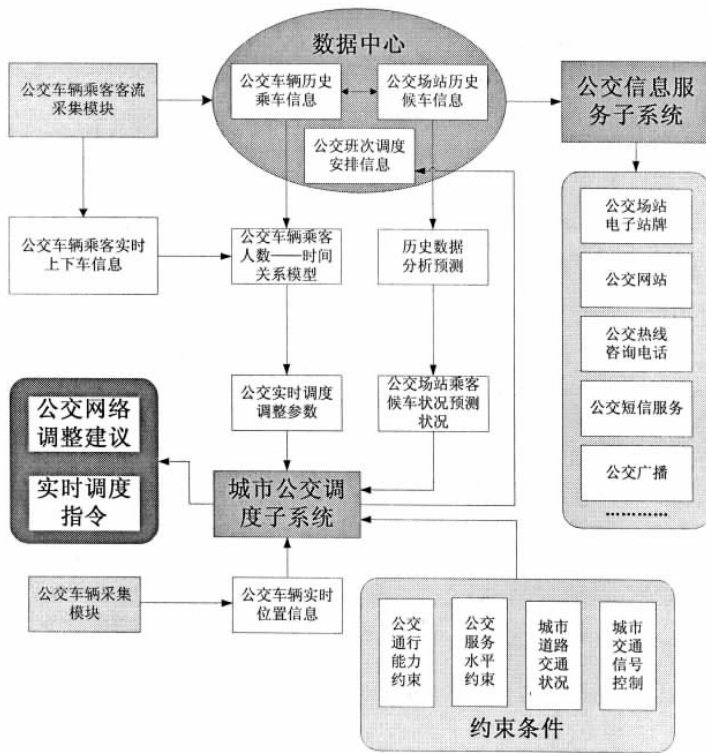 数据中心
公交车辆乘客客流
采集模块
公交车辆历史
乘车信息
公交场站历史
候车信息
公交信息服
务子系统
公交班次调度
安排信息
公交车辆乘客实时
上下车信息
公交车辆乘客
人数——时间
关系模型
历史数据
分析预测
公交场站
电子站牌
公交网站
公交热线
咨询电话
公交短信服务
公交广播
…………
公交实时调度
调整参数
公交场站乘客
候车状况预测
状况
公交网络
调整建议
实时调度
指令
城市公交调
度子系统
公交车辆采集
模块
公交车辆实时
位置信息
公交
通行
能力
约束
公交
服务
水平
约束
城市
道路
交通
状况
城市
交通
信号
控制
约束条件